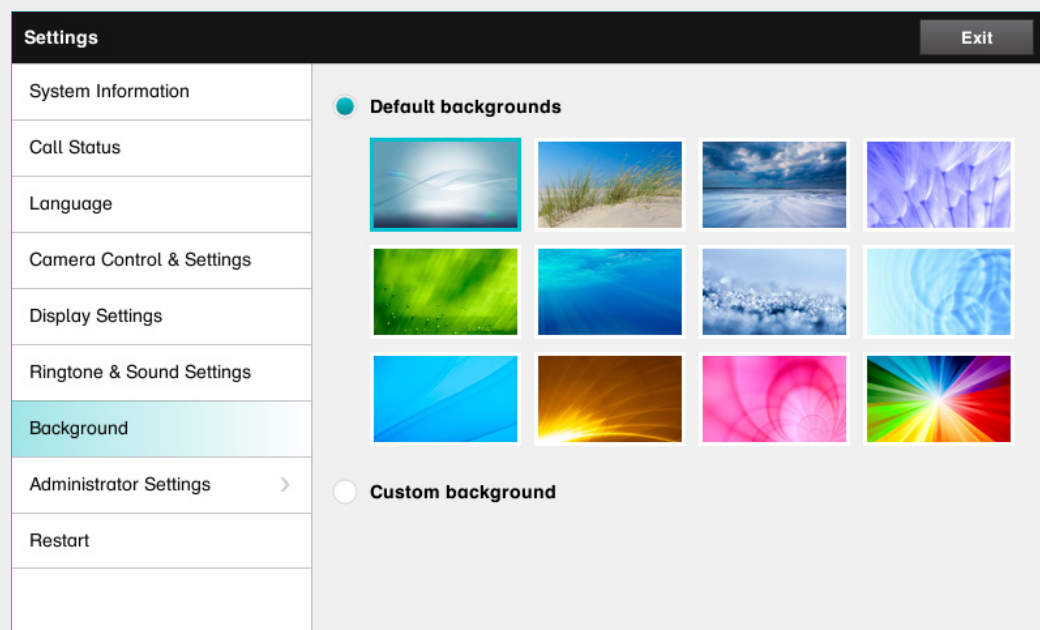 Settings
Exit
System Information
Call Status
Language
Camera Control & Settings
Display Settings
Ringtone & Sound Settings
Background
Administrator Settings
Restart
Default backgrounds
Custom background